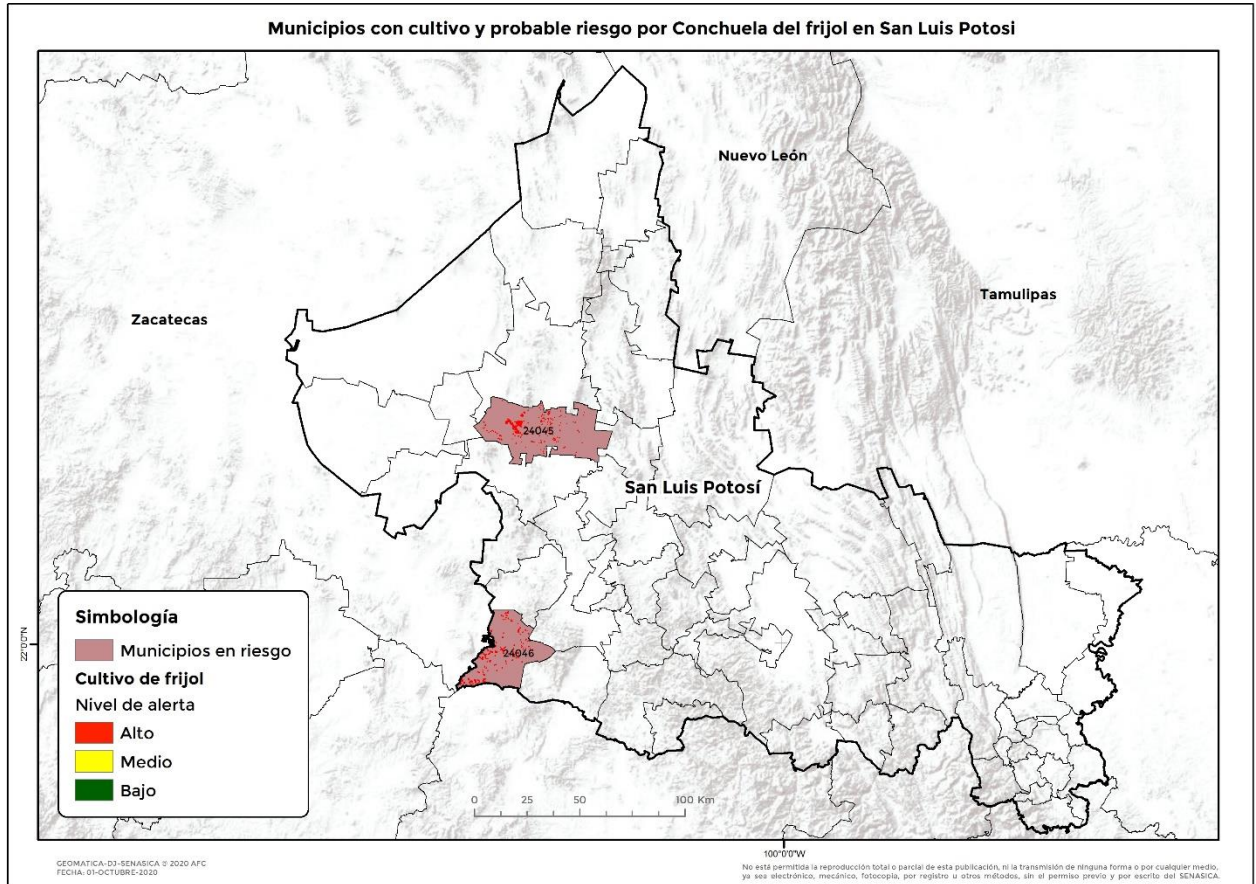 Municipios con cultivo y probable riesgo por Conchuela del frijol en San Luis Potosi
Nuevo León
Tamulipas
Zacatecas
24045
San Luis Potosí
24046
22°0'0"N
Simbología
Municipios en riesgo
Cultivo de frijol
Nivel de alerta
Alto
Medio
Bajo
0 25 50 100 Km
100°0'0"W
GEOMATICA-DJ-SENASICA © 2020 AFC
FECHA: 01-OCTUBRE-2020
No está permitida la reproducción total o parcial de esta publicación, ni la transmisión de ninguna forma o por cualquier medio,
ya sea electrónico, mecánico, fotocopia, por registro u otros métodos, sin el permiso previo y por escrito del SENASICA.